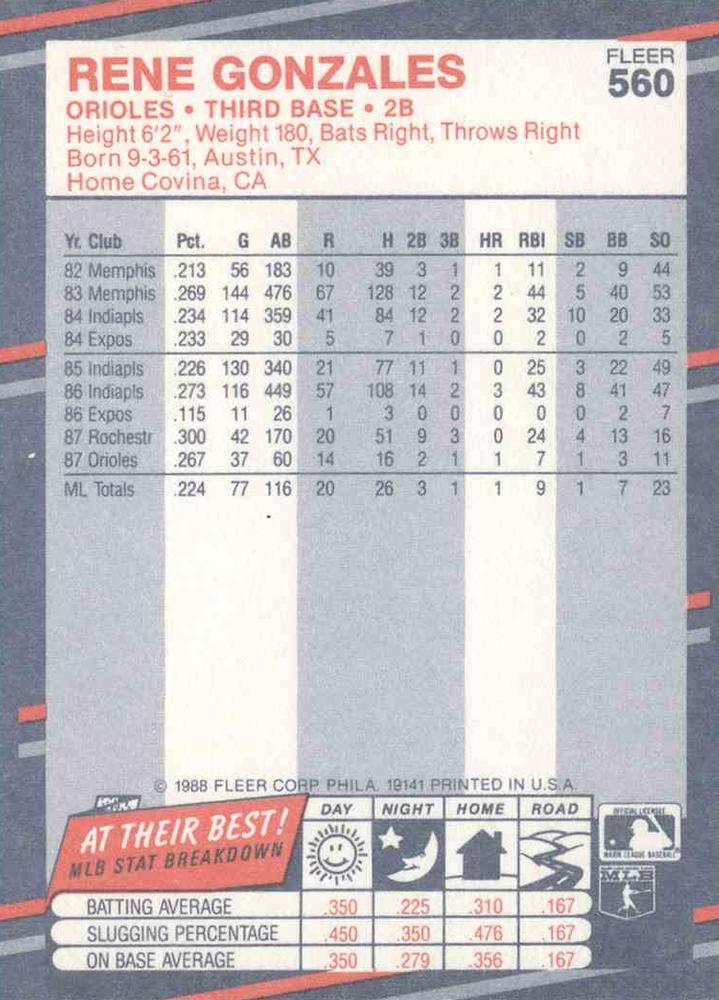 RENE GONZALES
FLEER
560
ORIOLES • THIRD BASE • 2B
Height 6'2", Weight 180, Bats Right, Throws Right
Born 9-3-61, Austin, TX
Home Covina, CA
Yr. Club Pct. G AB R H 2B 3B HR RBI SB BB SO
82 Memphis .213 56 183 10 39 3 1 1 11 2 9 44
83 Memphis .269 144 476 67 128 12 2 2 44 5 40 53
84 Indiapls .234 114 359 41 84 12 2 2 32 10 20 33
84 Expos .233 29 30 5 7 1 0 0 2 0 2 5
85 Indiapls .226 130 340 21 77 11 1 0 25 3 22 49
86 Indiapls .273 116 449 57 108 14 2 3 43 8 41 47
86 Expos .115 11 26 1 3 0 0 0 0 0 2 7
87 Rochestr .300 42 170 20 51 9 3 0 24 4 13 16
87 Orioles .267 37 60 14 16 2 1 1 7 1 3 11
ML Totals .224 77 116 20 26 3 1 1 9 1 7 23
© 1988 FLEER CORP. PHILA. 19141 PRINTED IN U.S.A.
AT THEIR BEST!
MLB STAT BREAKDOWN
DAY NIGHT HOME ROAD
OFFICIAL LICENSEE
MAJOR LEAGUE BASEBALL
MLB
BATTING AVERAGE .350 .225 .310 .167
SLUGGING PERCENTAGE .450 .350 .476 .167
ON BASE AVERAGE .350 .279 .356 .167